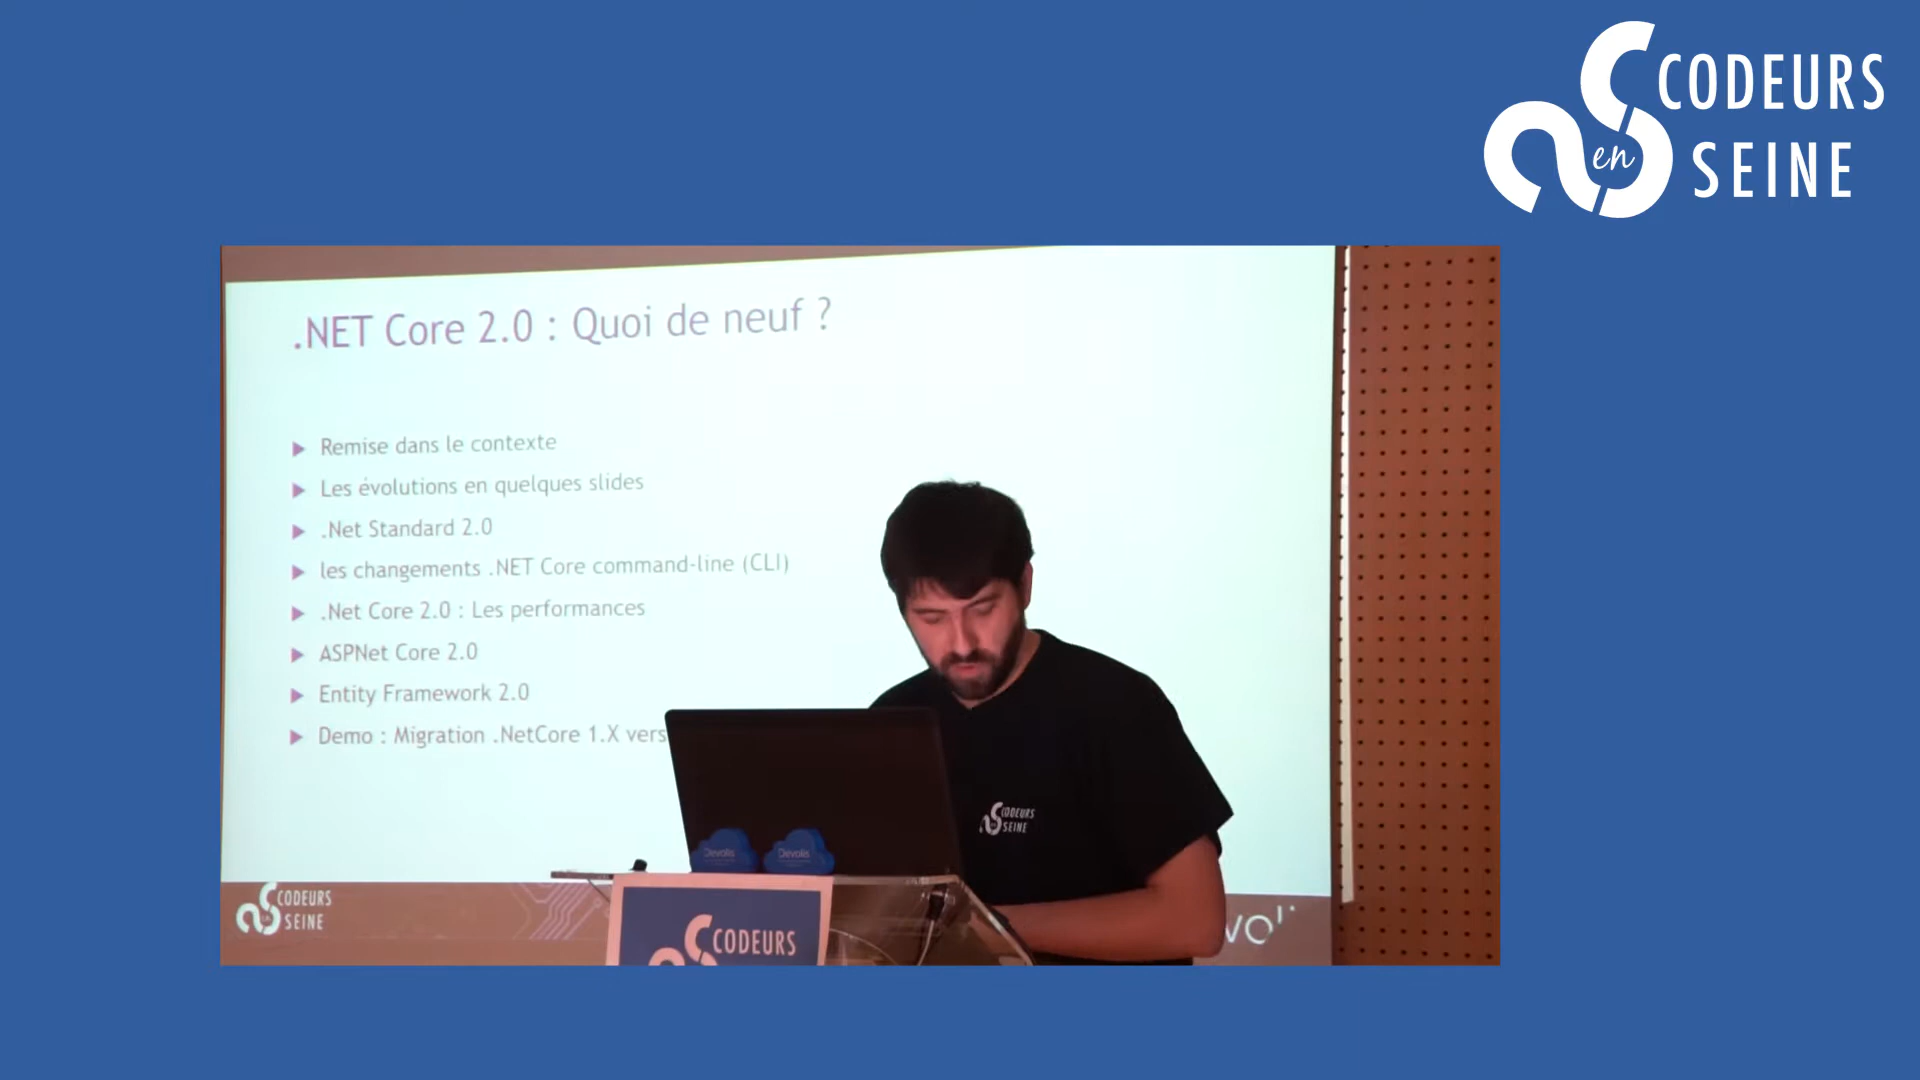 CODEURS
en
SEINE
.NET Core 2.0 : Quoi de neuf ?
Remise dans le contexte
Les évolutions en quelques slides
.Net Standard 2.0
les changements .NET Core command-line (CLI)
.Net Core 2.0 : Les performances
ASPNet Core 2.0
Entity Framework 2.0
Demo : Migration .NetCore 1.X vers
CODEURS
SEINE
Devolis
Devolis
CODEURS
SEINE
CODEURS